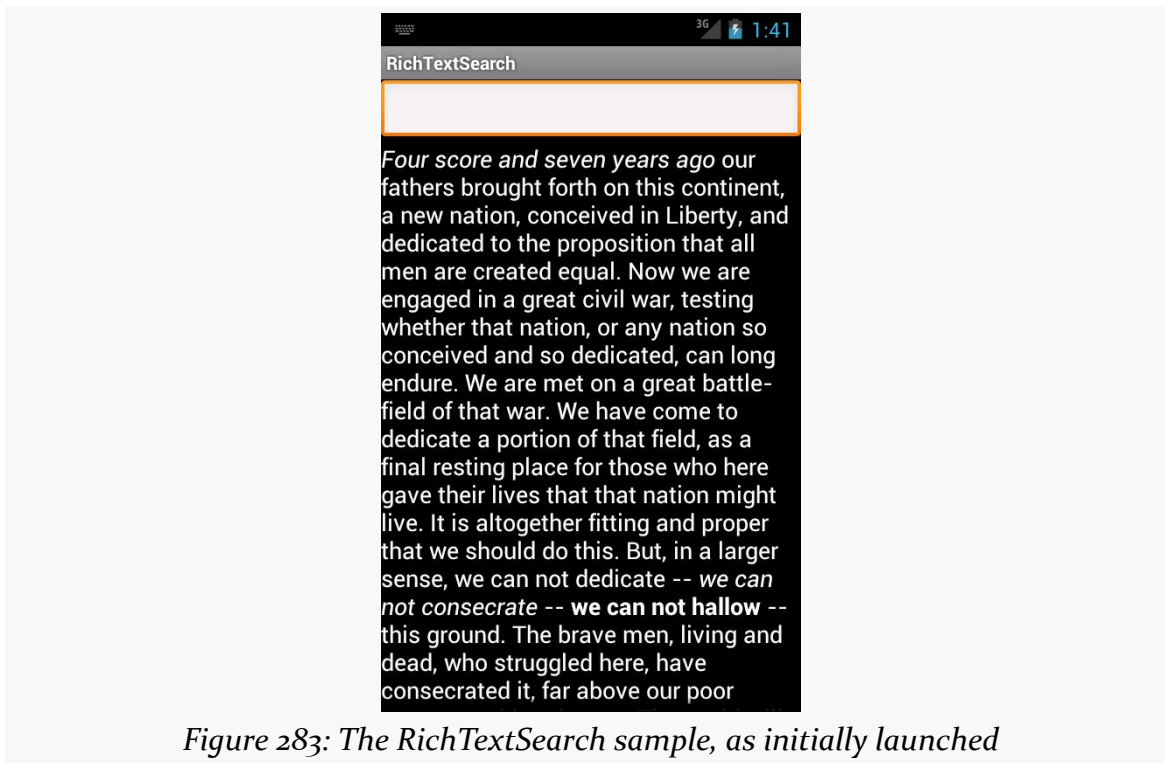 3G 1:41
RichTextSearch
Four score and seven years ago our
fathers brought forth on this continent,
a new nation, conceived in Liberty, and
dedicated to the proposition that all
men are created equal. Now we are
engaged in a great civil war, testing
whether that nation, or any nation so
conceived and so dedicated, can long
endure. We are met on a great battle-
field of that war. We have come to
dedicate a portion of that field, as a
final resting place for those who here
gave their lives that that nation might
live. It is altogether fitting and proper
that we should do this. But, in a larger
sense, we can not dedicate -- we can
not consecrate -- we can not hallow --
this ground. The brave men, living and
dead, who struggled here, have
consecrated it, far above our poor
Figure 283: The RichTextSearch sample, as initially launched